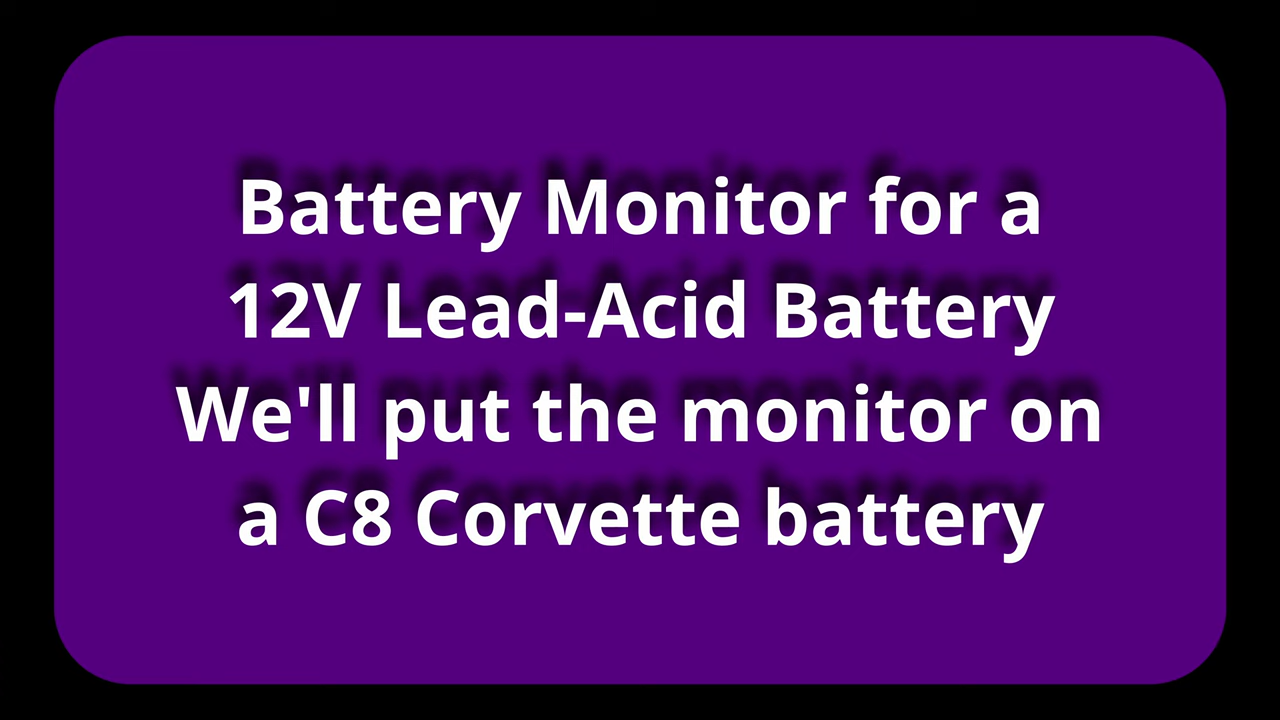 Battery Monitor for a
12V Lead-Acid Battery
We'll put the monitor on
a C8 Corvette battery